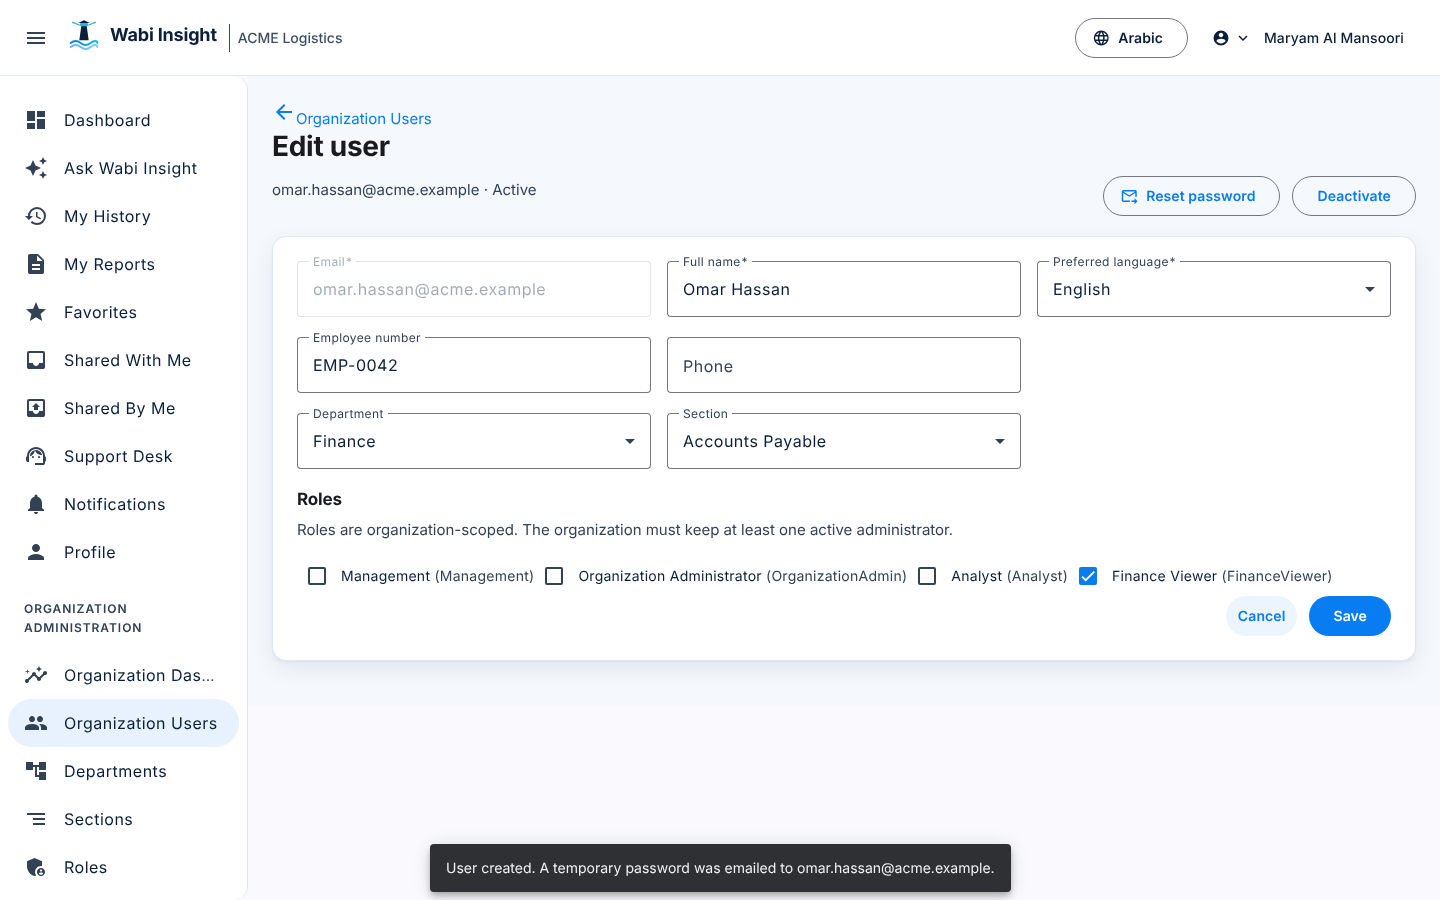 Wabi Insight
ACME Logistics
Arabic
Maryam Al Mansoori
Dashboard
Ask Wabi Insight
My History
My Reports
Favorites
Shared With Me
Shared By Me
Support Desk
Notifications
Profile
ORGANIZATION
ADMINISTRATION
Organization Das...
Organization Users
Departments
Sections
Roles
Organization Users
Edit user
omar.hassan@acme.example · Active
Reset password
Deactivate
Email*
omar.hassan@acme.example
Full name*
Omar Hassan
Preferred language*
English
Employee number
EMP-0042
Phone
Department
Finance
Section
Accounts Payable
Roles
Roles are organization-scoped. The organization must keep at least one active administrator.
Management (Management)
Organization Administrator (OrganizationAdmin)
Analyst (Analyst)
Finance Viewer (FinanceViewer)
Cancel
Save
User created. A temporary password was emailed to omar.hassan@acme.example.